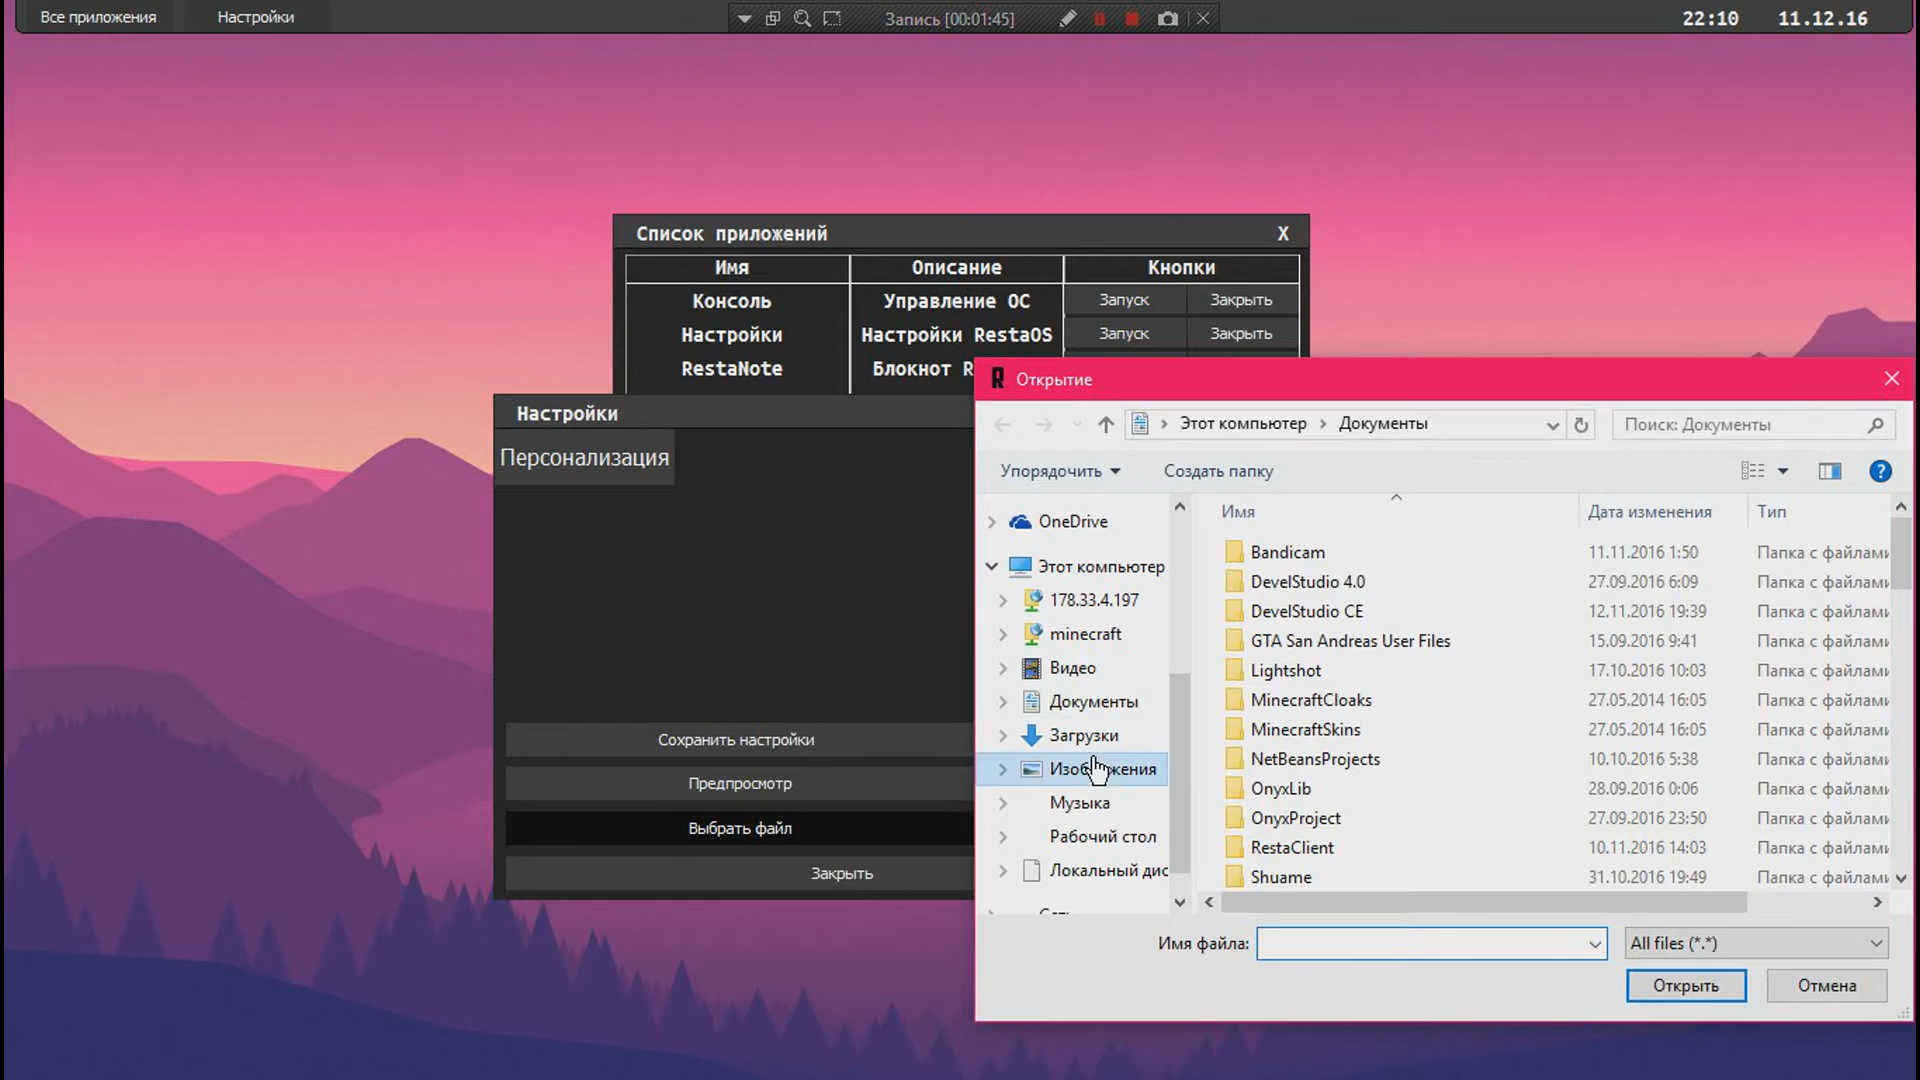 Все приложения
Настройки
Запись [00:01:45]
22:10
11.12.16
Список приложений
X
Имя
Описание
Кнопки
Консоль
Управление ОС
Запуск
Закрыть
Настройки
Настройки RestaOS
Запуск
Закрыть
RestaNote
Блокнот R
Настройки
Персонализация
Сохранить настройки
Предпросмотр
Выбрать файл
Закрыть
R
Открытие
Этот компьютер
Документы
Поиск: Документы
Упорядочить
Создать папку
?
OneDrive
Этот компьютер
178.33.4.197
minecraft
Видео
Документы
Загрузки
Изображения
Музыка
Рабочий стол
Локальный дис
Имя
Дата изменения
Тип
Bandicam
11.11.2016 1:50
Папка с файлами
DevelStudio 4.0
27.09.2016 6:09
Папка с файлами
DevelStudio CE
12.11.2016 19:39
Папка с файлами
GTA San Andreas User Files
15.09.2016 9:41
Папка с файлами
Lightshot
17.10.2016 10:03
Папка с файлами
MinecraftCloaks
27.05.2014 16:05
Папка с файлами
MinecraftSkins
27.05.2014 16:05
Папка с файлами
NetBeansProjects
10.10.2016 5:38
Папка с файлами
OnyxLib
28.09.2016 0:06
Папка с файлами
OnyxProject
27.09.2016 23:50
Папка с файлами
RestaClient
10.11.2016 14:03
Папка с файлами
Shuame
31.10.2016 19:49
Папка с файлами
Имя файла:
All files (*.*)
Открыть
Отмена